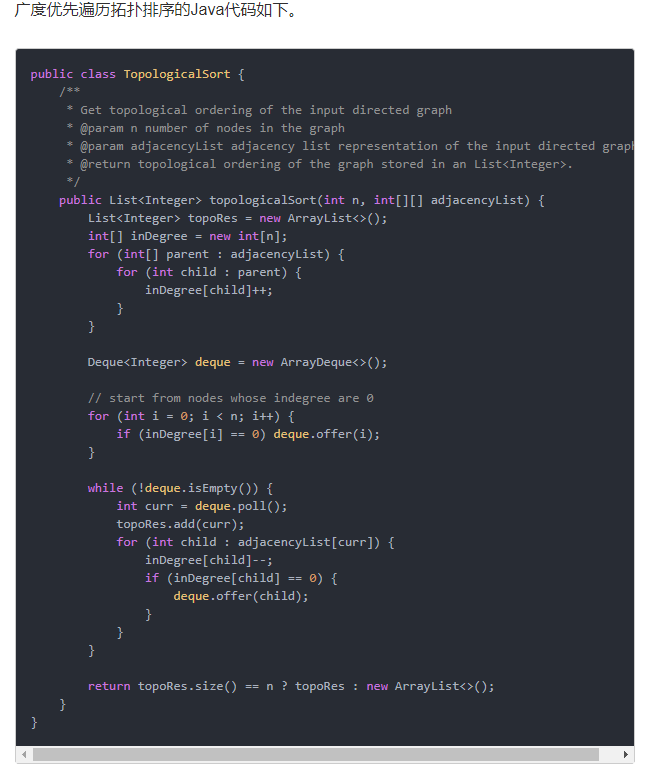 广度优先遍历拓扑排序的Java代码如下。
public class TopologicalSort {
    /**
     * Get topological ordering of the input directed graph
     * @param n number of nodes in the graph
     * @param adjacencyList adjacency list representation of the input directed graph
     * @return topological ordering of the graph stored in an List<Integer>.
     */
    public List<Integer> topologicalSort(int n, int[][] adjacencyList) {
        List<Integer> topoRes = new ArrayList<>();
        int[] inDegree = new int[n];
        for (int[] parent : adjacencyList) {
            for (int child : parent) {
                inDegree[child]++;
            }
        }

        Deque<Integer> deque = new ArrayDeque<>();

        // start from nodes whose indegree are 0
        for (int i = 0; i < n; i++) {
            if (inDegree[i] == 0) deque.offer(i);
        }

        while (!deque.isEmpty()) {
            int curr = deque.poll();
            topoRes.add(curr);
            for (int child : adjacencyList[curr]) {
                inDegree[child]--;
                if (inDegree[child] == 0) {
                    deque.offer(child);
                }
            }
        }

        return topoRes.size() == n ? topoRes : new ArrayList<>();
    }
}